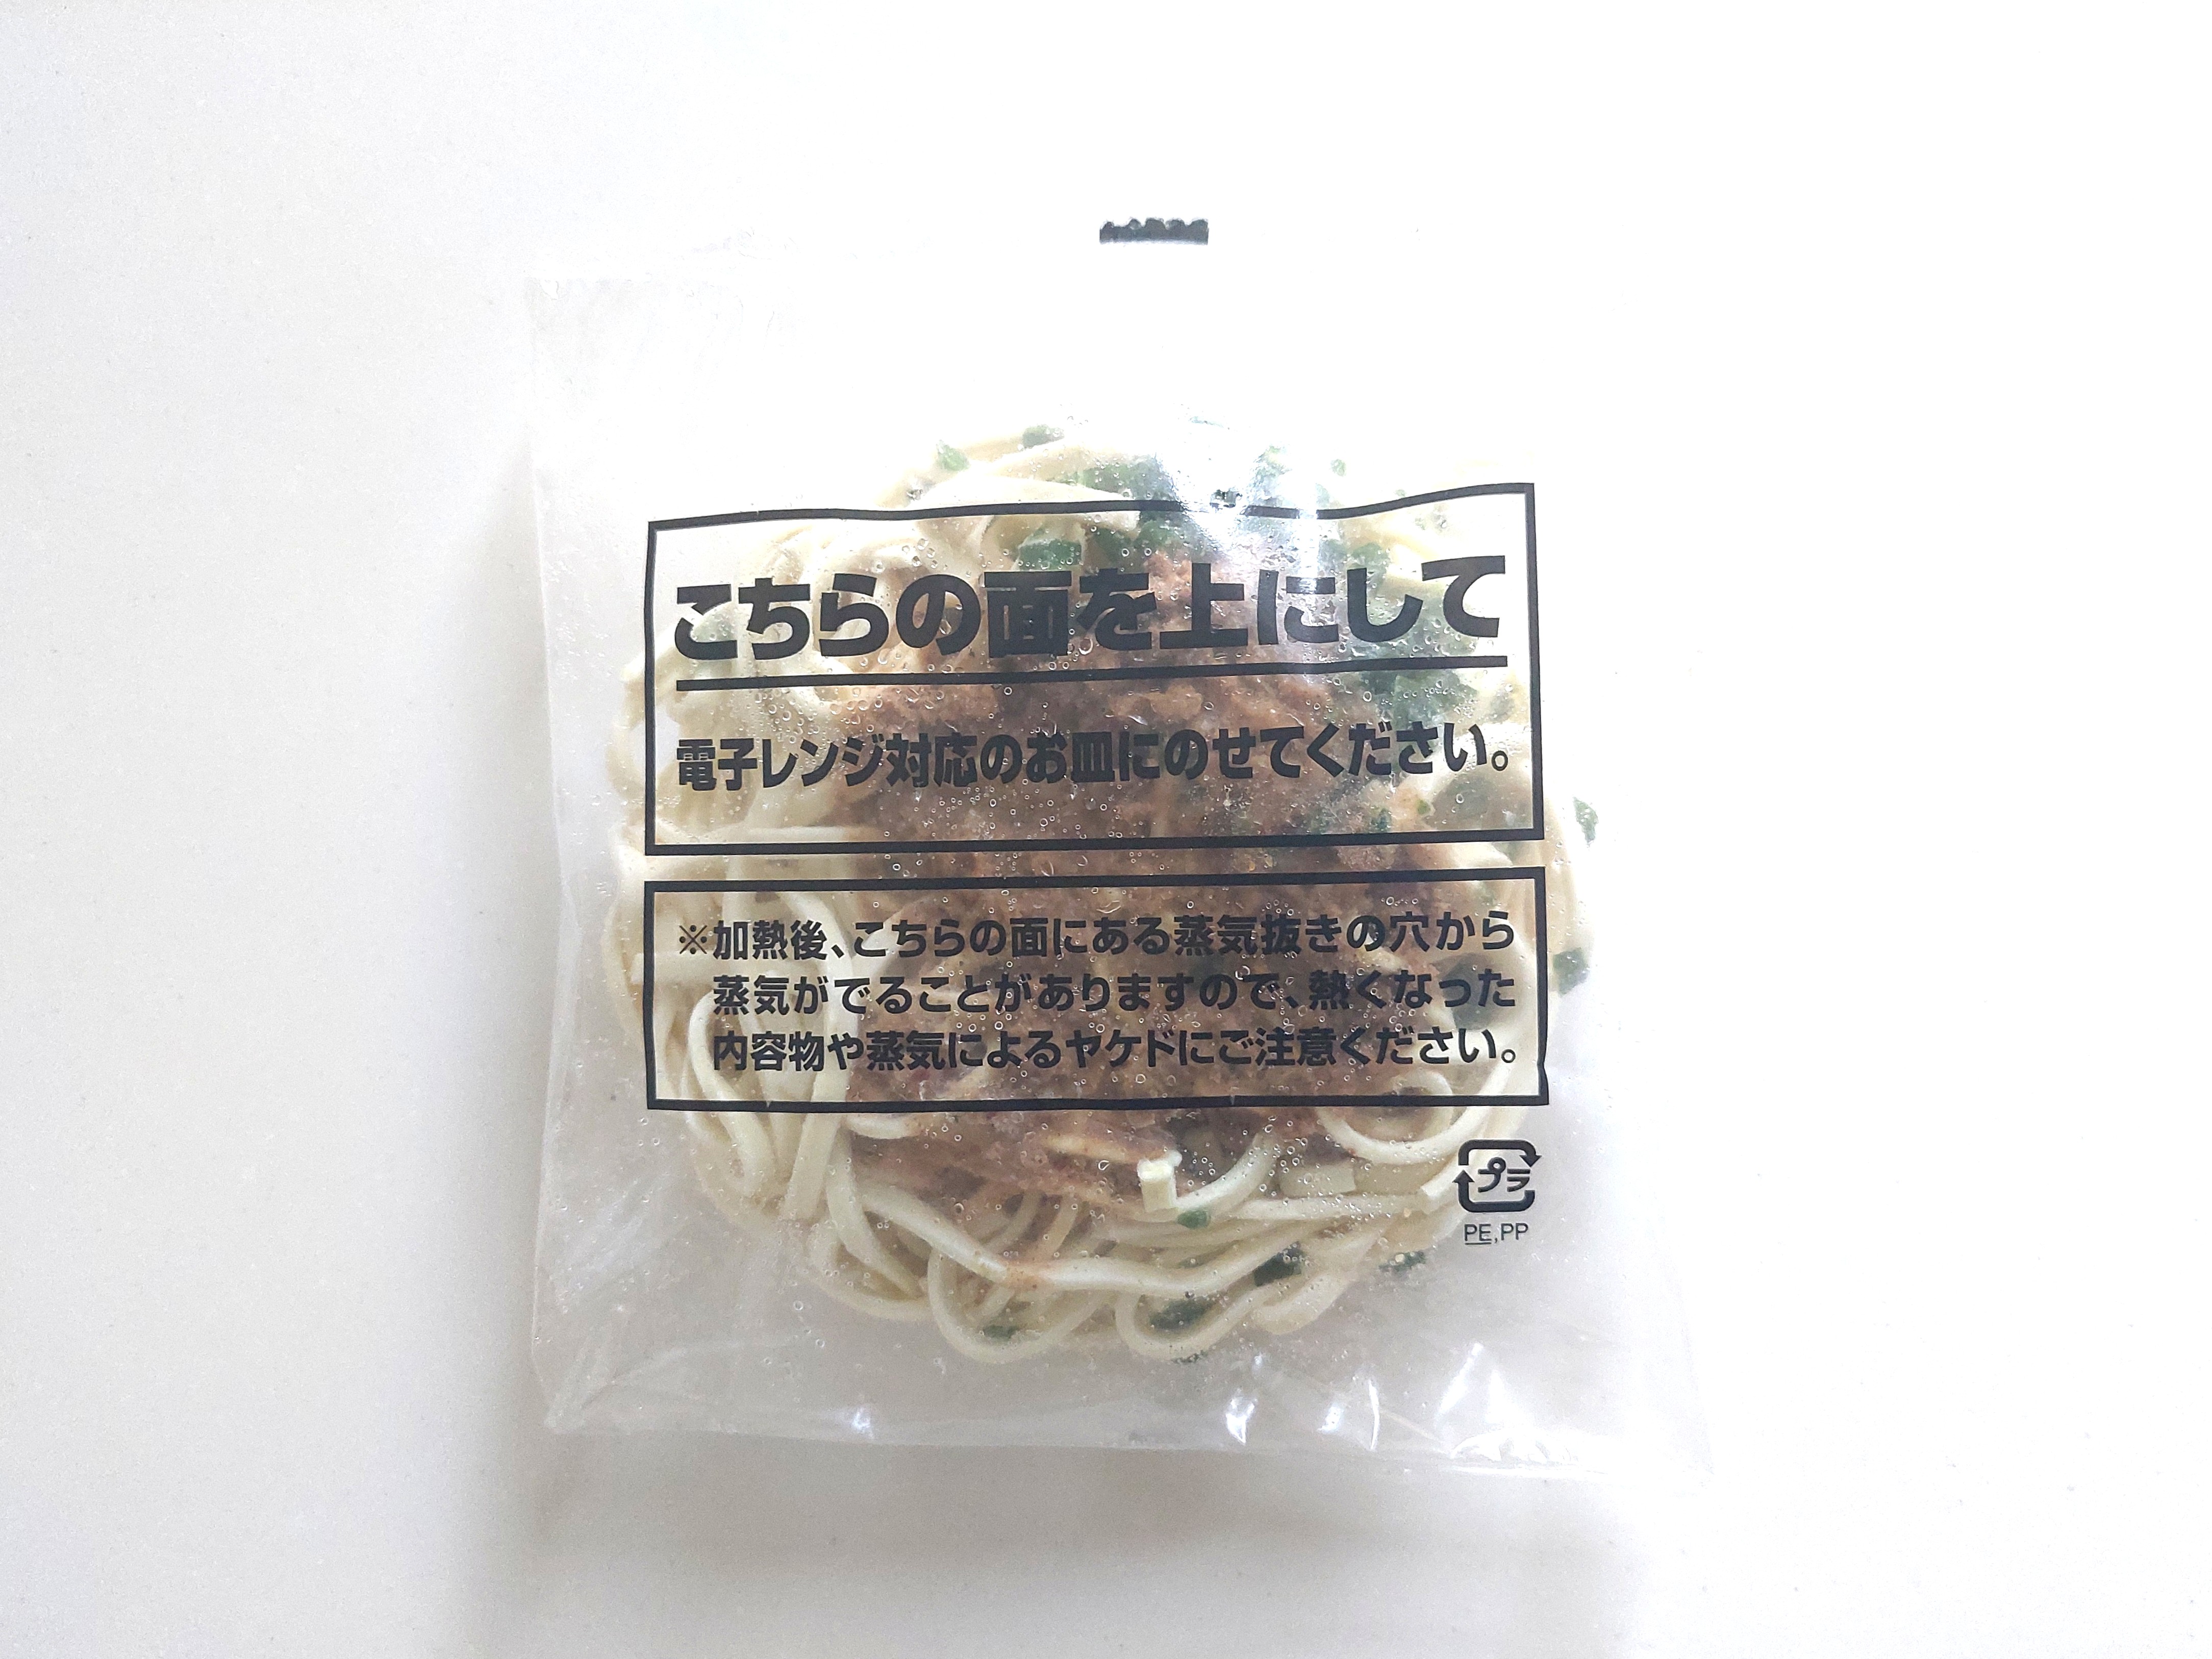 こちらの面を上にして
電子レンジ対応のお皿にのせてください。
※加熱後、こちらの面にある蒸気抜きの穴から
蒸気がでることがありますので、熱くなった
内容物や蒸気によるヤケドにご注意ください。
プラ
PE,PP